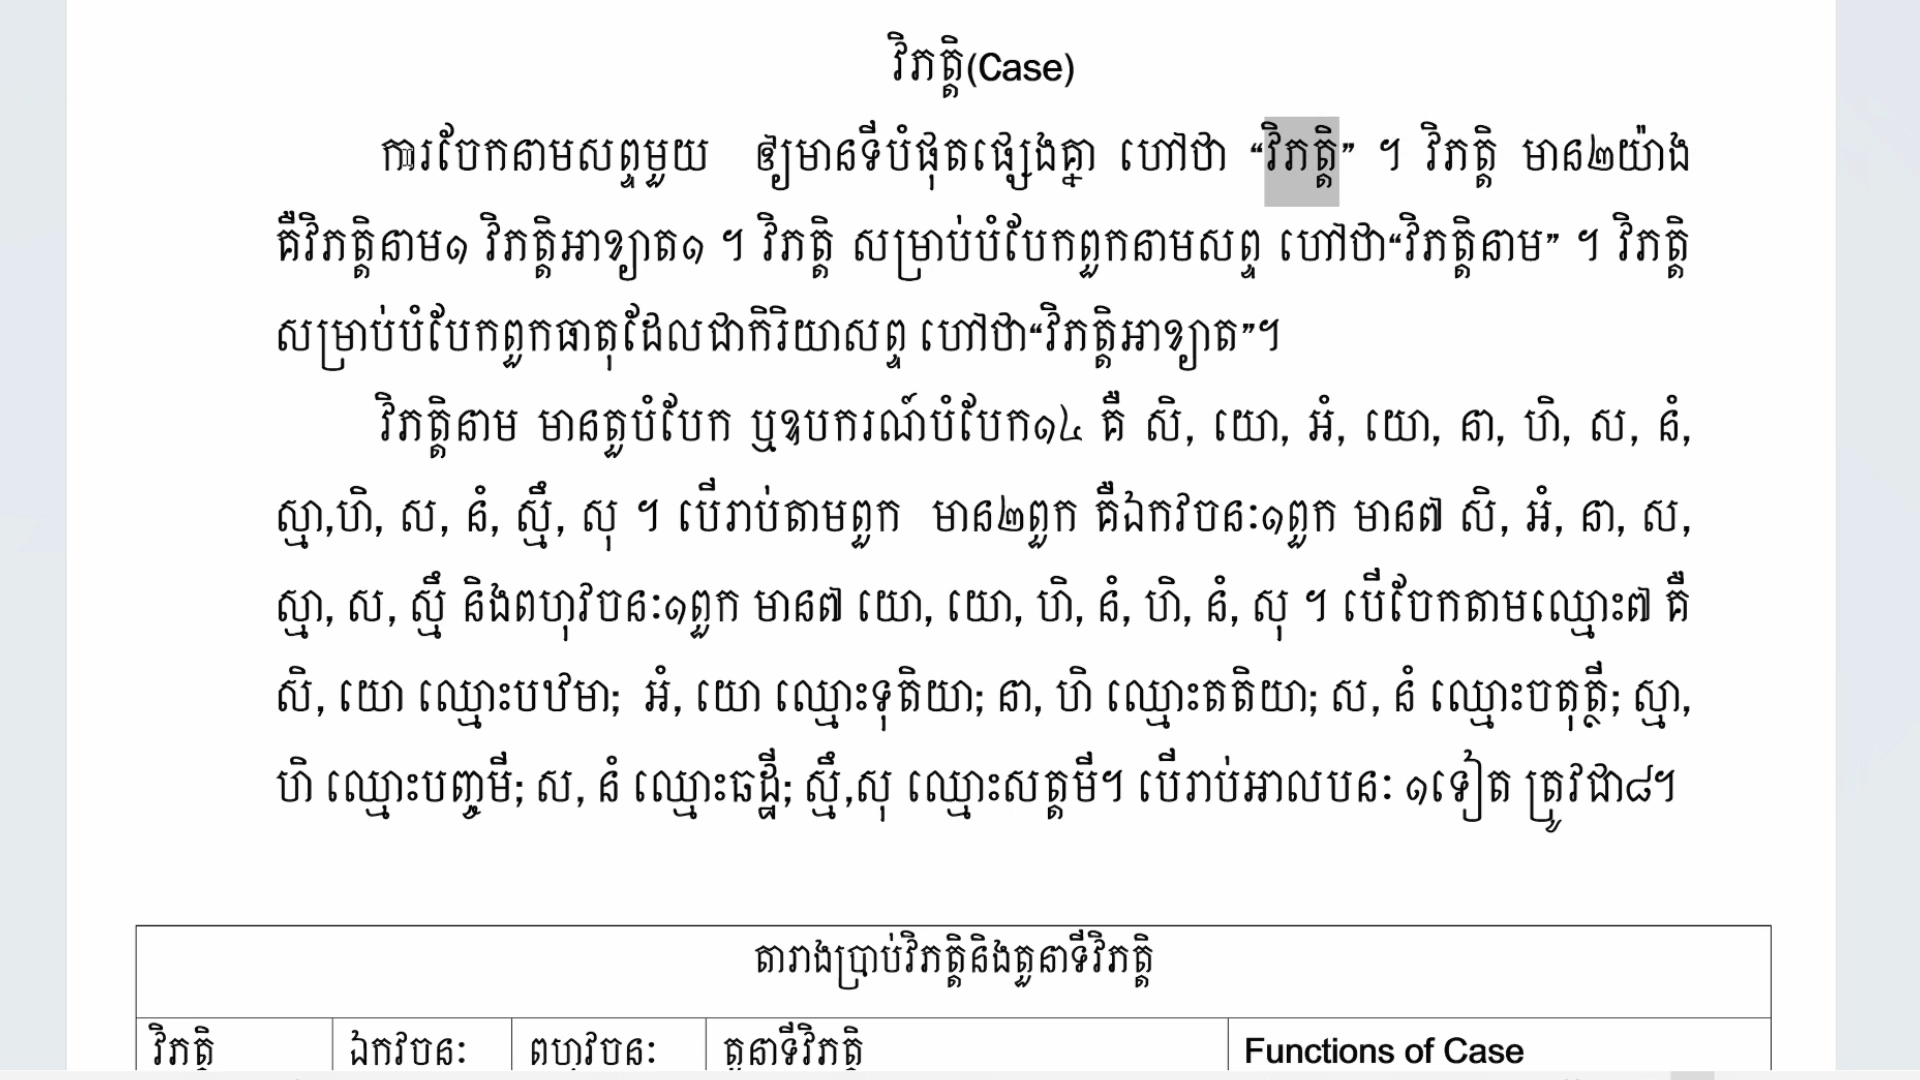 វិភត្តិ(Case)
ការចែកនាមសព្ទមួយ ឲ្យមានទីបំផុតផ្សេងគ្នា ហៅថា “វិភត្តិ” ។ វិភត្តិ មាន២យ៉ាង
គឺវិភត្តិនាម១ វិភត្តិអាខ្យាត១ ។ វិភត្តិ សម្រាប់បំបែកពួកនាមសព្ទ ហៅថា“វិភត្តិនាម” ។ វិភត្តិ
សម្រាប់បំបែកពួកធាតុដែលជាកិរិយាសព្ទ ហៅថា“វិភត្តិអាខ្យាត”។
វិភត្តិនាម មានតួបំបែក ឬឧបករណ៍បំបែក១៤ គឺ សិ, យោ, អំ, យោ, នា, ហិ, ស, នំ,
ស្មា,ហិ, ស, នំ, ស្មឹ, សុ ។ បើរាប់តាមពួក មាន២ពួក គឺឯកវចនៈ១ពួក មាន៧ សិ, អំ, នា, ស,
ស្មា, ស, ស្មឹ និងពហុវចនៈ១ពួក មាន៧ យោ, យោ, ហិ, នំ, ហិ, នំ, សុ ។ បើចែកតាមឈ្មោះ៧ គឺ
សិ, យោ ឈ្មោះបឋមា; អំ, យោ ឈ្មោះទុតិយា; នា, ហិ ឈ្មោះតតិយា; ស, នំ ឈ្មោះចតុត្ថី; ស្មា,
ហិ ឈ្មោះបញ្ចមី; ស, នំ ឈ្មោះឆដ្ឋី; ស្មឹ,សុ ឈ្មោះសត្តមី។ បើរាប់អាលបនៈ ១ទៀត ត្រូវជា៨។
តារាងប្រាប់វិភត្តិនិងតួនាទីវិភត្តិ
វិភត្តិ ឯកវចនៈ ពហុវចនៈ តួនាទីវិភត្តិ Functions of Case